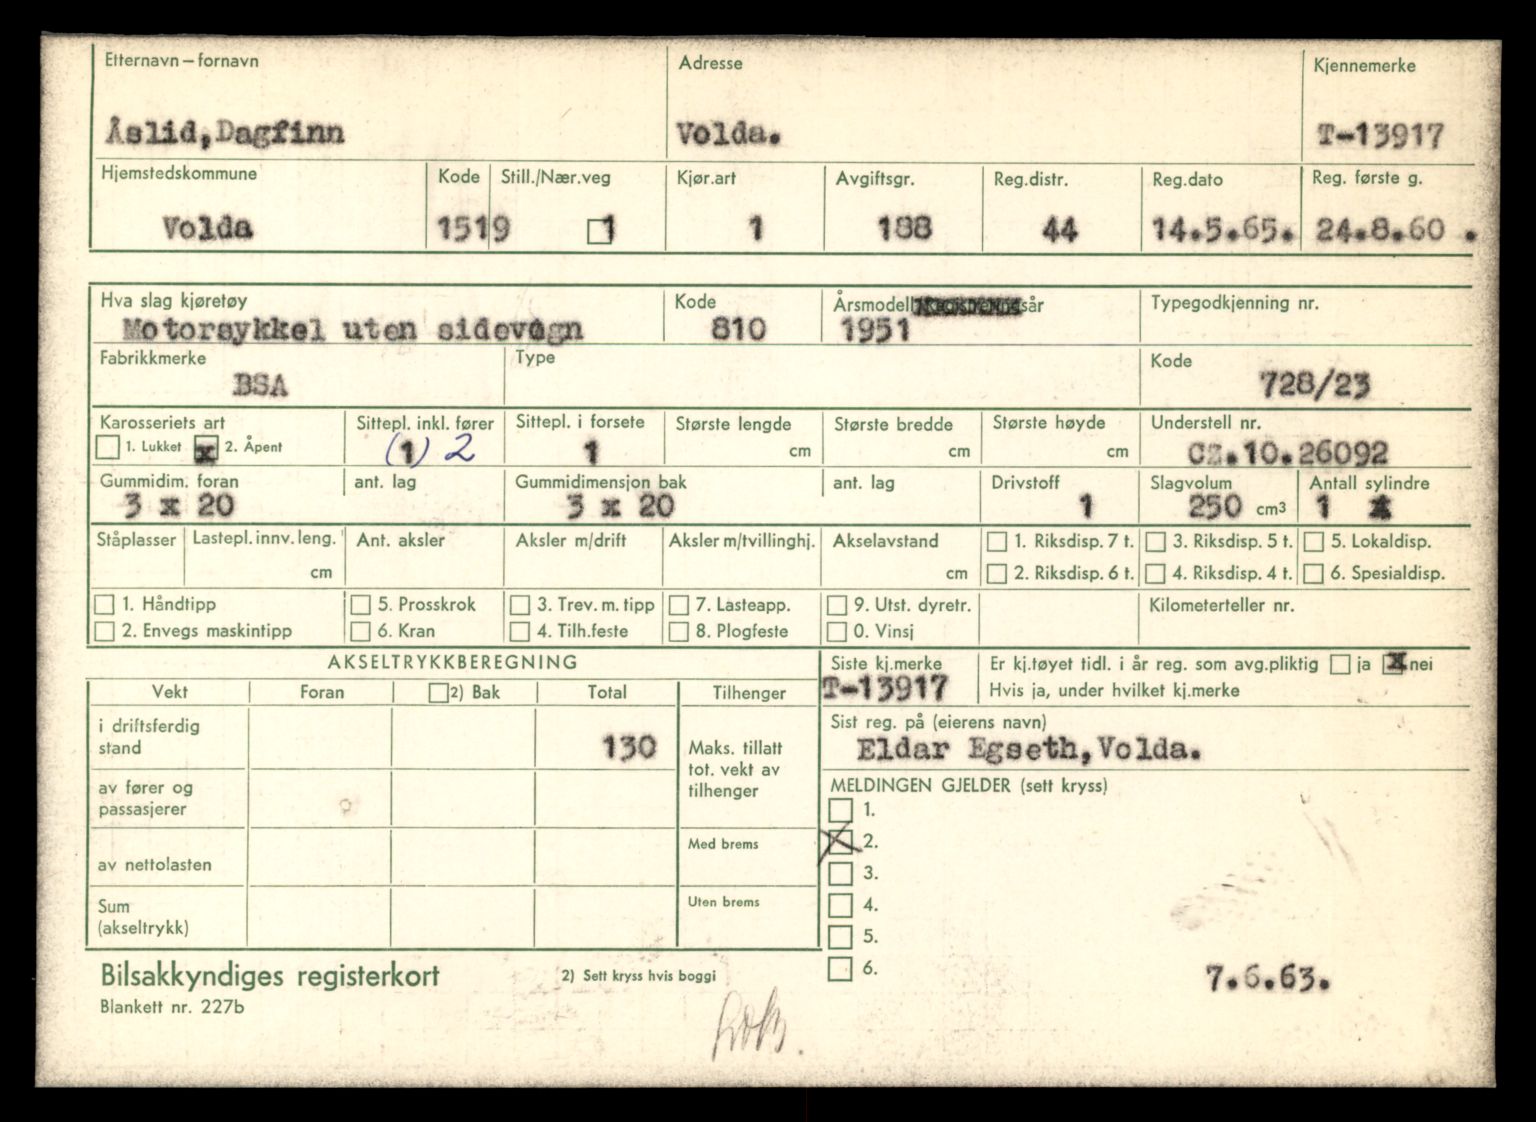 Etternavn – fornavn Adresse Kjennemerke
Åslid,Dagfinn Volda. T-13917
Hjemstedskommune Kode Still./Nær.veg Kjør.art Avgiftsgr. Reg.distr. Reg.dato Reg. første g.
Volda 1519 1 1 188 44 14.5.65. 24.8.60 .
Hva slag kjøretøy Kode Årsmodell Registreringsår Typegodkjenning nr.
Motorsykkel uten sidevogn 810 1951
Fabrikkmerke Type Kode
BSA 728/23
Karosseriets art Sittepl. inkl. fører Sittepl. i forsete Største lengde Største bredde Største høyde Understell nr.
1. Lukket x 2. Åpent (1) 2 1 cm cm cm CZ.10.26092
Gummidim. foran ant. lag Gummidimensjon bak ant. lag Drivstoff Slagvolum Antall sylindre
3 x 20 3 x 20 1 250 cm3 1
Ståplasser Lastepl. innv. leng. Ant. aksler Aksler m/drift Aksler m/tvillinghj. Akselavstand 1. Riksdisp. 7 t. 3. Riksdisp. 5 t. 5. Lokaldisp.
cm cm 2. Riksdisp. 6 t. 4. Riksdisp. 4 t. 6. Spesialdisp.
1. Håndtipp 5. Prosskrok 3. Trev. m. tipp 7. Lasteapp. 9. Utst. dyretr. Kilometerteller nr.
2. Envegs maskintipp 6. Kran 4. Tilh.feste 8. Plogfeste 0. Vinsj
AKSELTRYKKBEREGNING Siste kj.merke Er kj.tøyet tidl. i år reg. som avg.pliktig ja x nei
Vekt Foran 2) Bak Total Tilhenger T-13917 Hvis ja, under hvilket kj.merke
i driftsferdig stand 130 Maks. tillatt tot. vekt av tilhenger
Sist reg. på (eierens navn)
Eldar Egseth,Volda.
av fører og passasjerer
MELDINGEN GJELDER (sett kryss)
1.
Med brems X 2.
av nettolasten 3.
Uten brems 4.
Sum (akseltrykk) 5.
6.
Bilsakkyndiges registerkort 2) Sett kryss hvis boggi 7.6.63.
Blankett nr. 227b